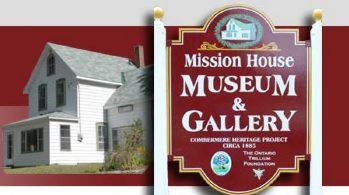 Mission House
MUSEUM
&
GALLERY
COMBERMERE HERITAGE PROJECT
CIRCA 1885
THE ONTARIO
TRILLIUM
FOUNDATION